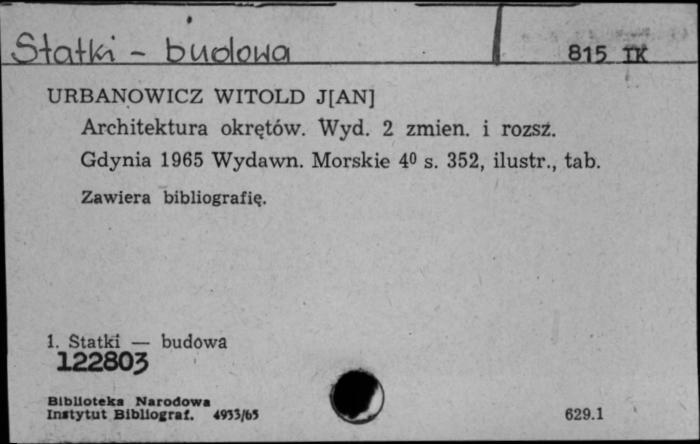 Statki - budowa
815 IK
URBANOWICZ WITOLD J[AN]
Architektura okrętów. Wyd. 2 zmien. i rozsz.
Gdynia 1965 Wydawn. Morskie 4⁰ s. 352, ilustr., tab.
Zawiera bibliografię.
1. Statki — budowa
122803
Biblioteka Narodowa
Instytut Bibliograf. 4933/65
629.1